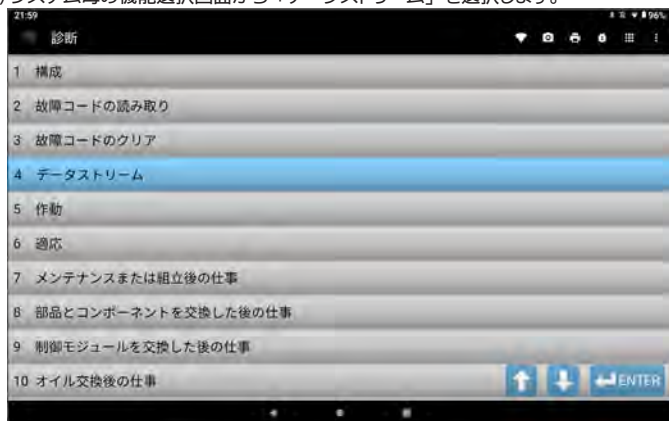 システム毎の機能選択画面から「データストリーム」を選択します。
21:59
96%
診断
1 構成
2 故障コードの読み取り
3 故障コードのクリア
4 データストリーム
5 作動
6 適応
7 メンテナンスまたは組立後の仕事
8 部品とコンポーネントを交換した後の仕事
9 制御モジュールを交換した後の仕事
10 オイル交換後の仕事
ENTER